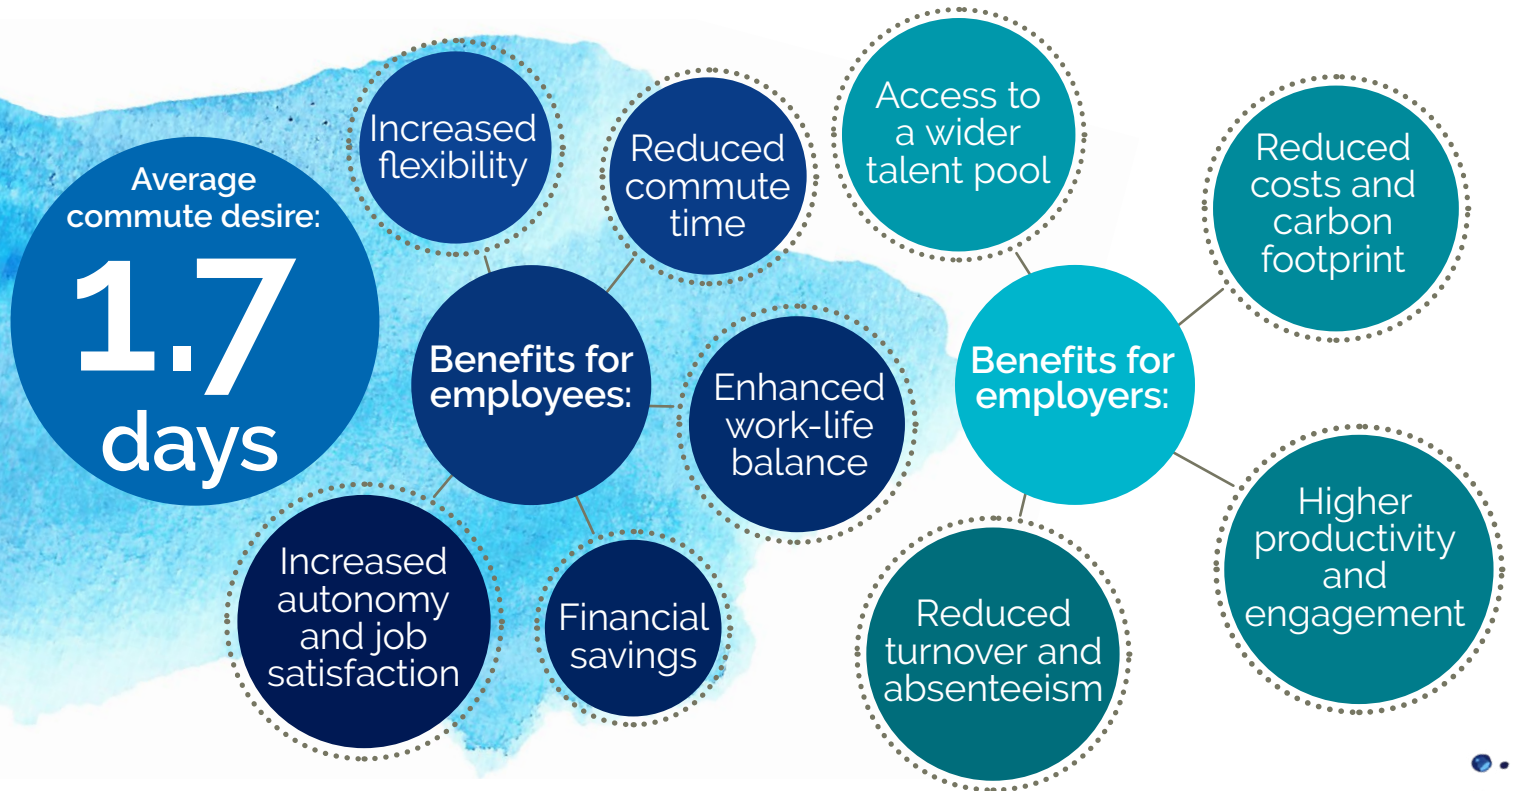 Average
commute desire:
1.7
days
Benefits for
employees:
Increased
flexibility
Reduced
commute
time
Enhanced
work-life
balance
Financial
savings
Increased
autonomy
and job
satisfaction
Benefits for
employers:
Access to
a wider
talent pool
Reduced
costs and
carbon
footprint
Higher
productivity
and
engagement
Reduced
turnover and
absenteeism